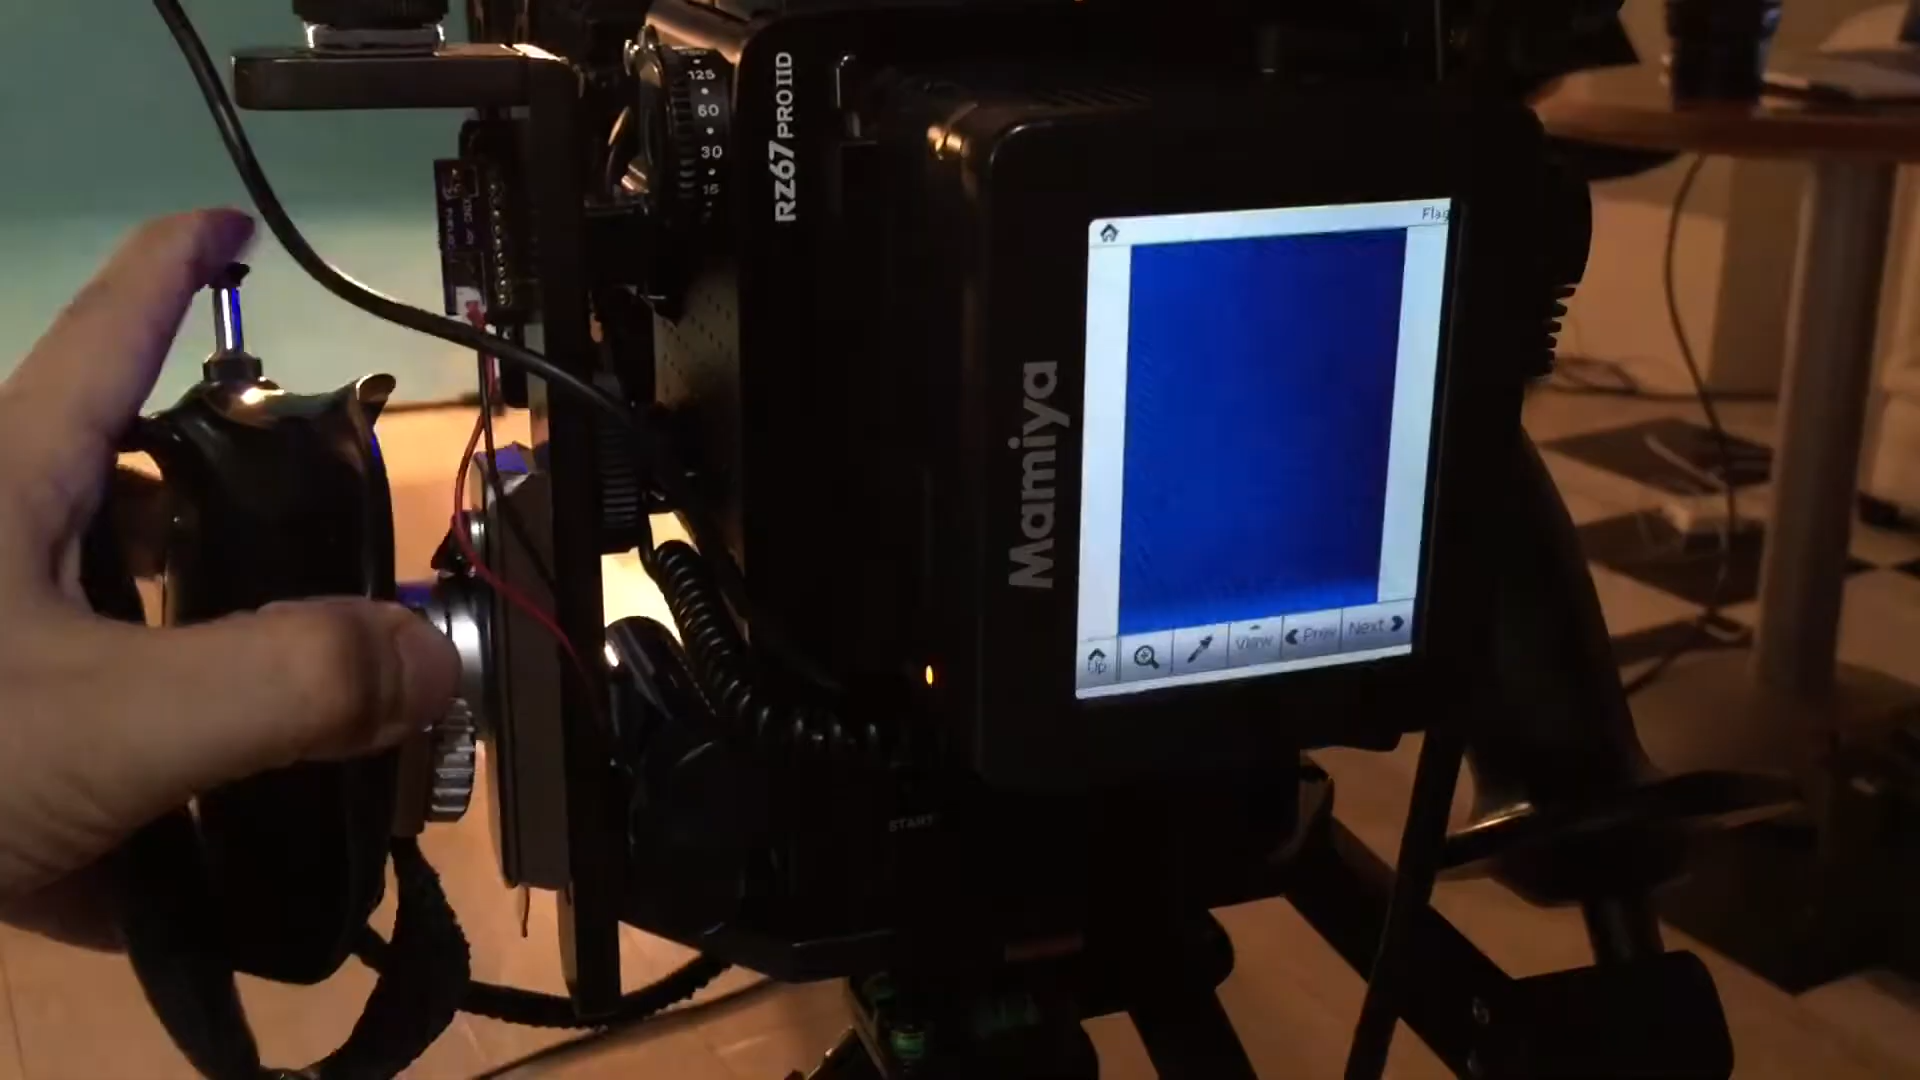 125
60
30
15
RZ67 PRO IID
Mamiya
Flag
Up
View
Prev
Next
START